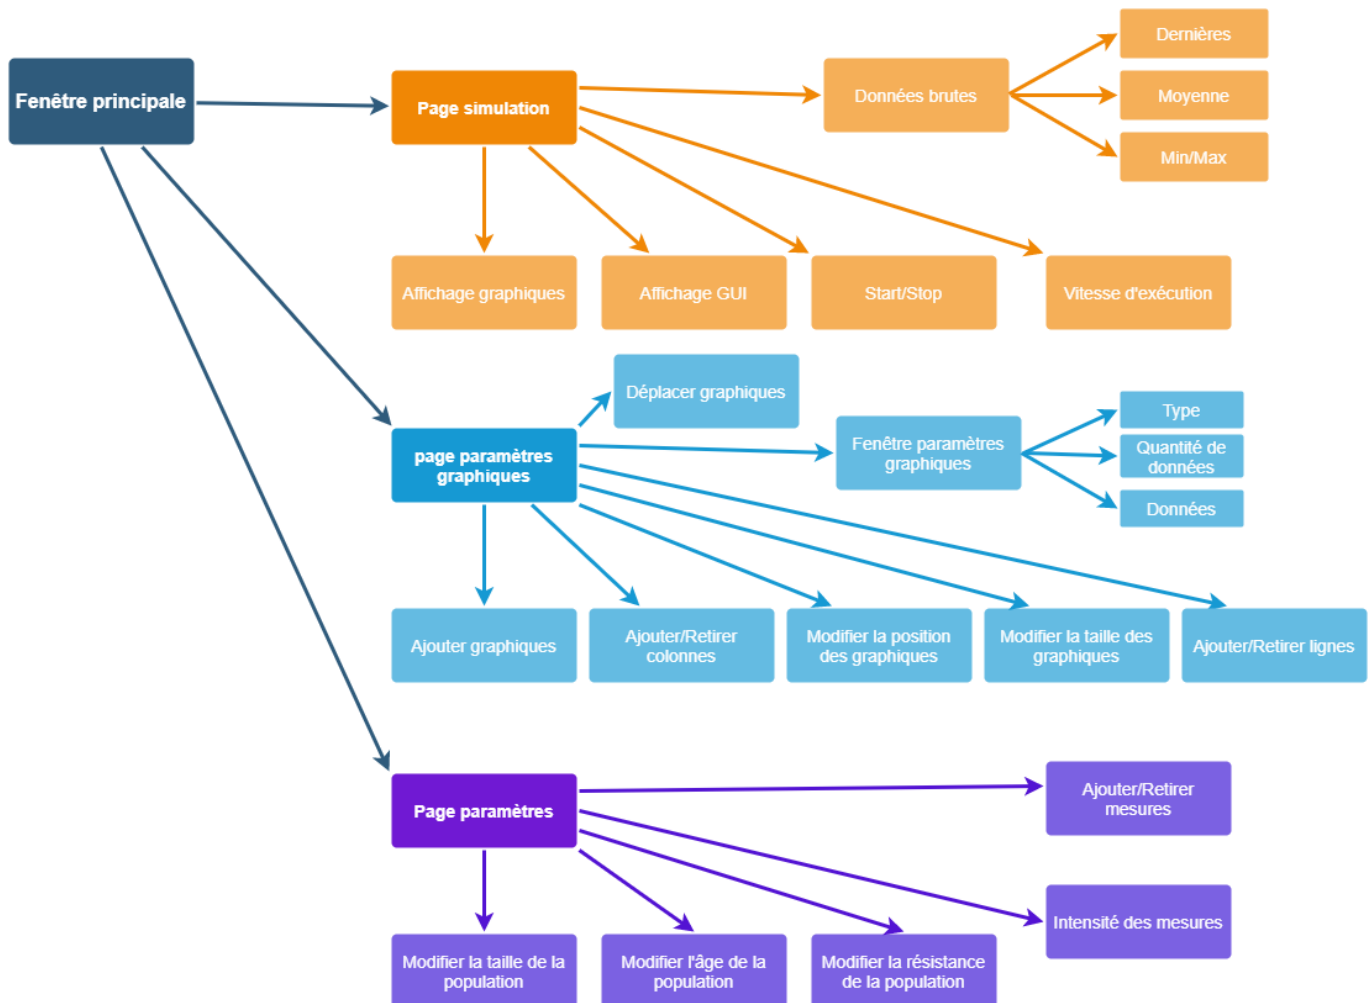 Fenêtre principale
Page simulation
Données brutes
Dernières
Moyenne
Min/Max
Affichage graphiques
Affichage GUI
Start/Stop
Vitesse d'exécution
Déplacer graphiques
page paramètres
graphiques
Fenêtre paramètres
graphiques
Type
Quantité de
données
Données
Ajouter graphiques
Ajouter/Retirer
colonnes
Modifier la position
des graphiques
Modifier la taille des
graphiques
Ajouter/Retirer lignes
Page paramètres
Ajouter/Retirer
mesures
Intensité des mesures
Modifier la taille de la
population
Modifier l'âge de la
population
Modifier la résistance
de la population